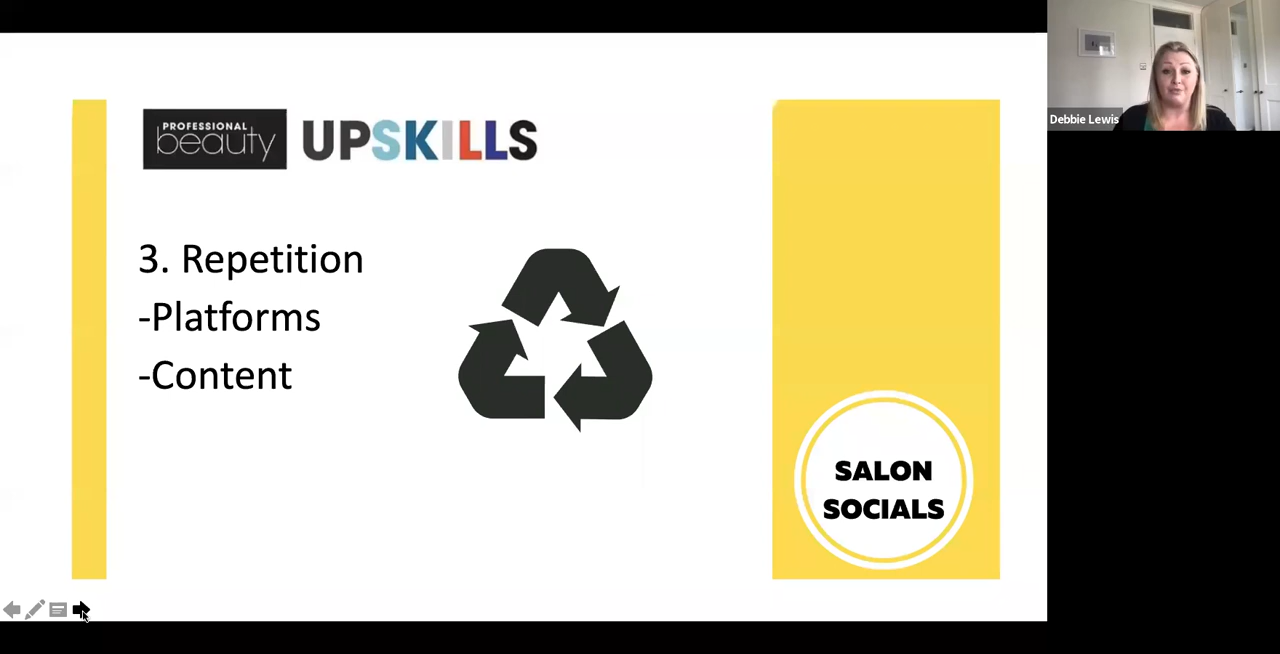 PROFESSIONAL
beauty
UPSKILLS
3. Repetition
-Platforms
-Content
SALON
SOCIALS
Debbie Lewis